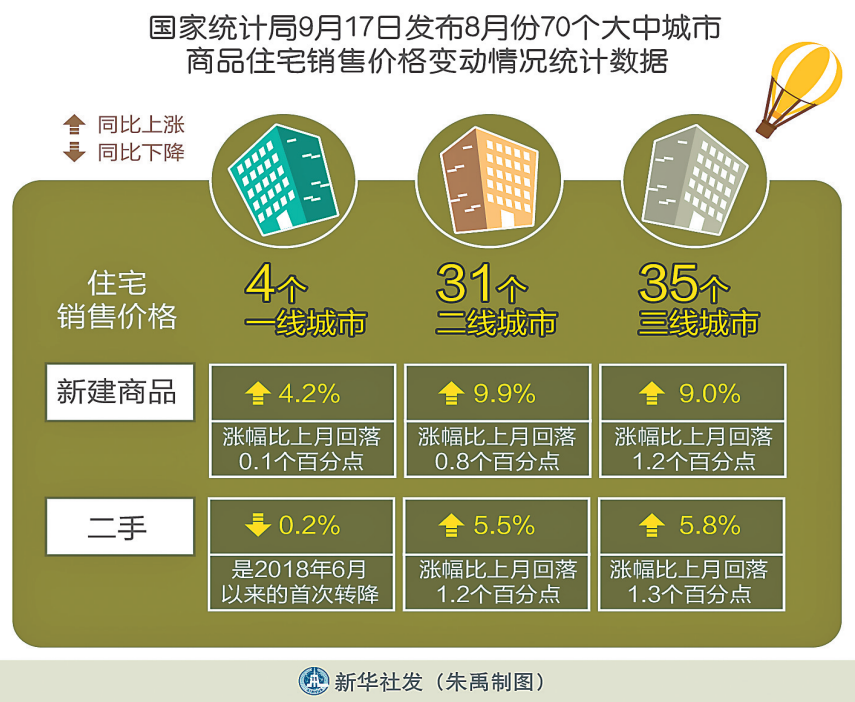 国家统计局9月17日发布8月份70个大中城市
商品住宅销售价格变动情况统计数据
同比上涨
同比下降
住宅
销售价格
4个
一线城市
31个
二线城市
35个
三线城市
新建商品
4.2%
涨幅比上月回落
0.1个百分点
9.9%
涨幅比上月回落
0.8个百分点
9.0%
涨幅比上月回落
1.2个百分点
二手
0.2%
是2018年6月
以来的首次转降
5.5%
涨幅比上月回落
1.2个百分点
5.8%
涨幅比上月回落
1.3个百分点
新华社发（朱禹制图）